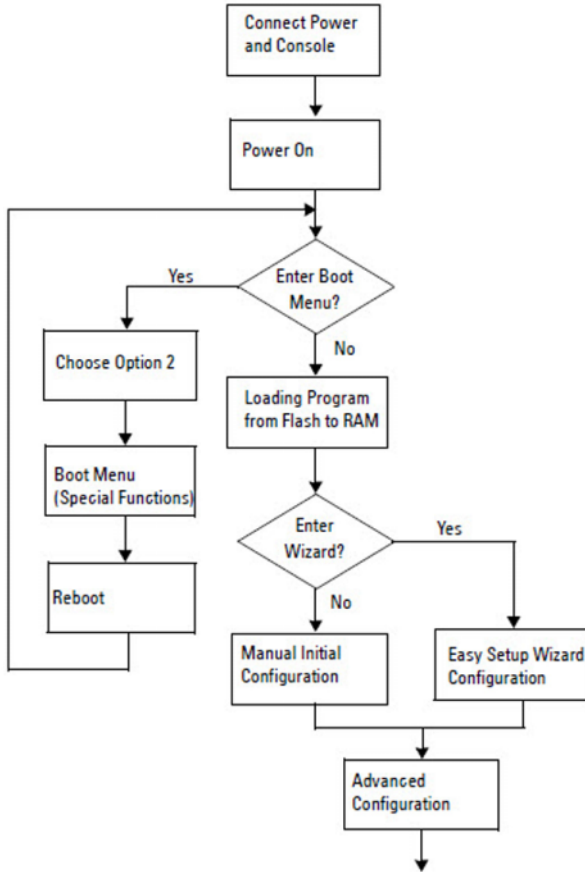 Connect Power
and Console
Power On
Enter Boot
Menu?
Yes
No
Choose Option 2
Loading Program
from Flash to RAM
Boot Menu
(Special Functions)
Enter
Wizard?
Yes
No
Reboot
Manual Initial
Configuration
Easy Setup Wizard
Configuration
Advanced
Configuration